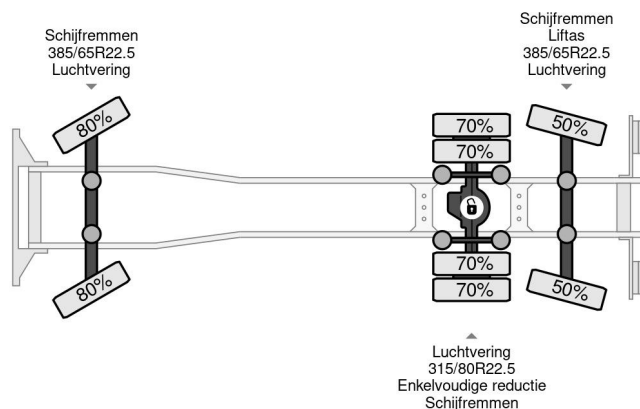 Schijfremmen
385/65R22.5
Luchtvering
Schijfremmen
Liftas
385/65R22.5
Luchtvering
80%
70%
70%
50%
80%
70%
70%
50%
Luchtvering
315/80R22.5
Enkelvoudige reductie
Schijfremmen